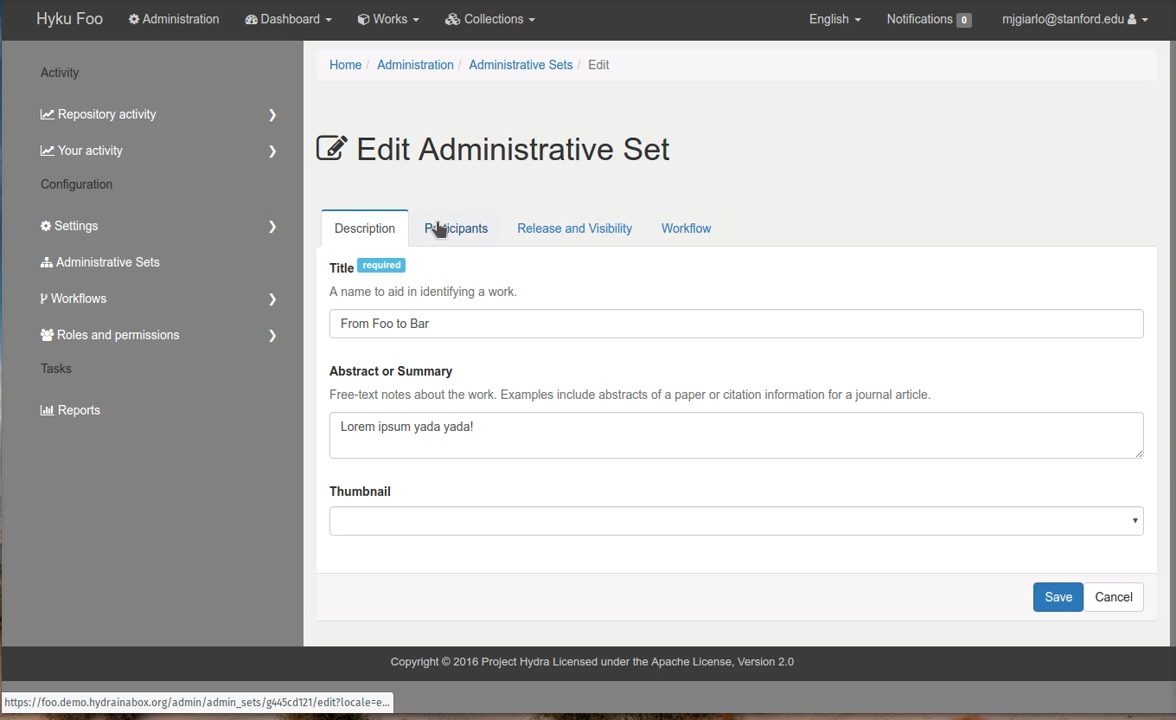 Hyku Foo Administration Dashboard Works Collections English Notifications 0 mjgiarlo@stanford.edu
Activity
Repository activity
Your activity
Configuration
Settings
Administrative Sets
Workflows
Roles and permissions
Tasks
Reports
Home / Administration / Administrative Sets / Edit
Edit Administrative Set
Description Participants Release and Visibility Workflow
Title required
A name to aid in identifying a work.
From Foo to Bar
Abstract or Summary
Free-text notes about the work. Examples include abstracts of a paper or citation information for a journal article.
Lorem ipsum yada yada!
Thumbnail
Save Cancel
Copyright © 2016 Project Hydra Licensed under the Apache License, Version 2.0
https://foo.demo.hydrainabox.org/admin/admin_sets/g445cd121/edit?locale=e...